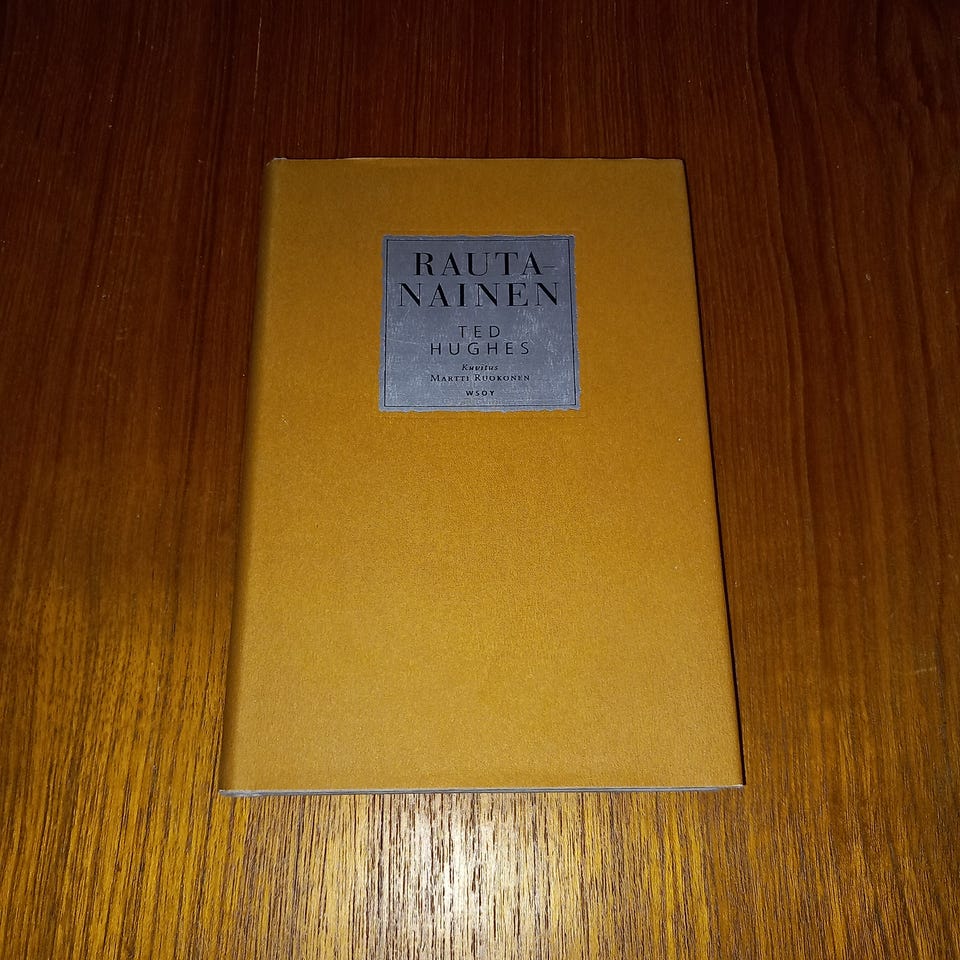 RAUTA-
NAINEN
TED
HUGHES
Kuvitus
MARTTI RUOKONEN
WSOY